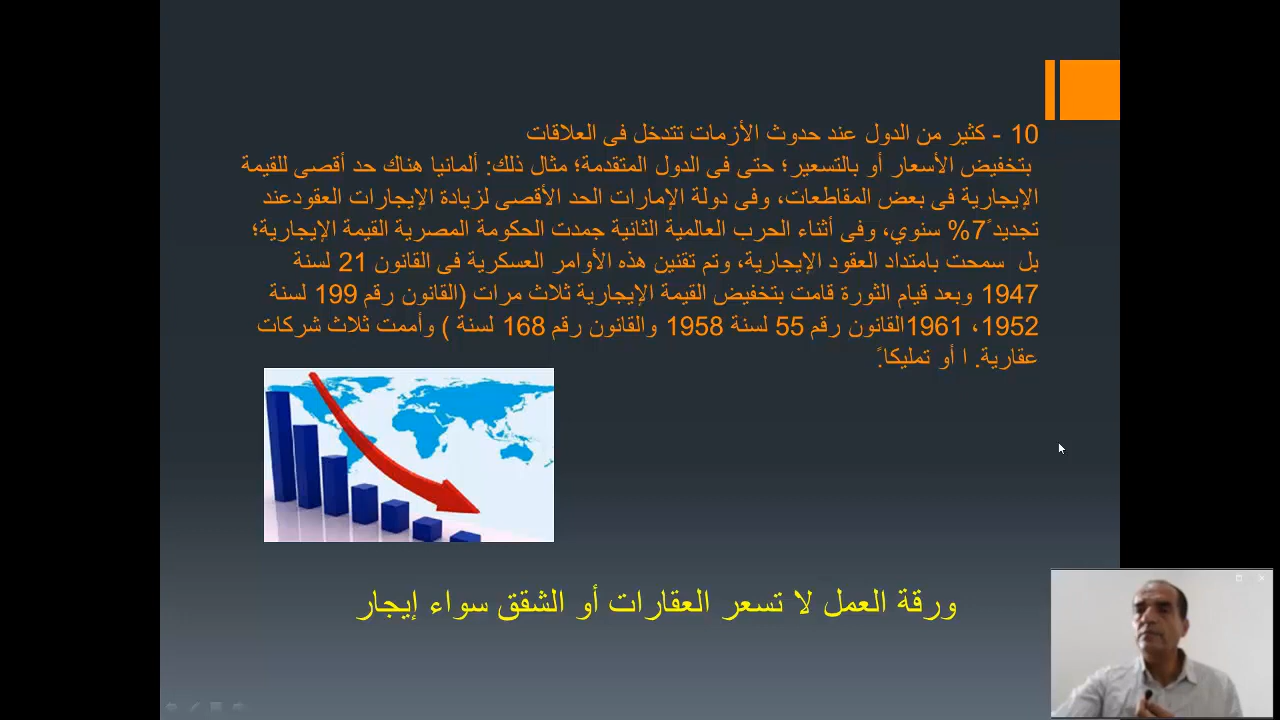 10 - كثير من الدول عند حدوث الأزمات تتدخل فى العلاقات
بتخفيض الأسعار أو بالتسعير؛ حتى فى الدول المتقدمة؛ مثال ذلك: ألمانيا هناك حد أقصى للقيمة
الإيجارية فى بعض المقاطعات، وفى دولة الإمارات الحد الأقصى لزيادة الإيجارات العقودعند
تجديد ً7% سنوي، وفى أثناء الحرب العالمية الثانية جمدت الحكومة المصرية القيمة الإيجارية؛
بل سمحت بامتداد العقود الإيجارية، وتم تقنين هذه الأوامر العسكرية فى القانون 21 لسنة
1947 وبعد قيام الثورة قامت بتخفيض القيمة الإيجارية ثلاث مرات (القانون رقم 199 لسنة
1952، 1961القانون رقم 55 لسنة 1958 والقانون رقم 168 لسنة ) وأممت ثلاث شركات
عقارية. ا أو تمليكا.ً
ورقة العمل لا تسعر العقارات أو الشقق سواء إيجار